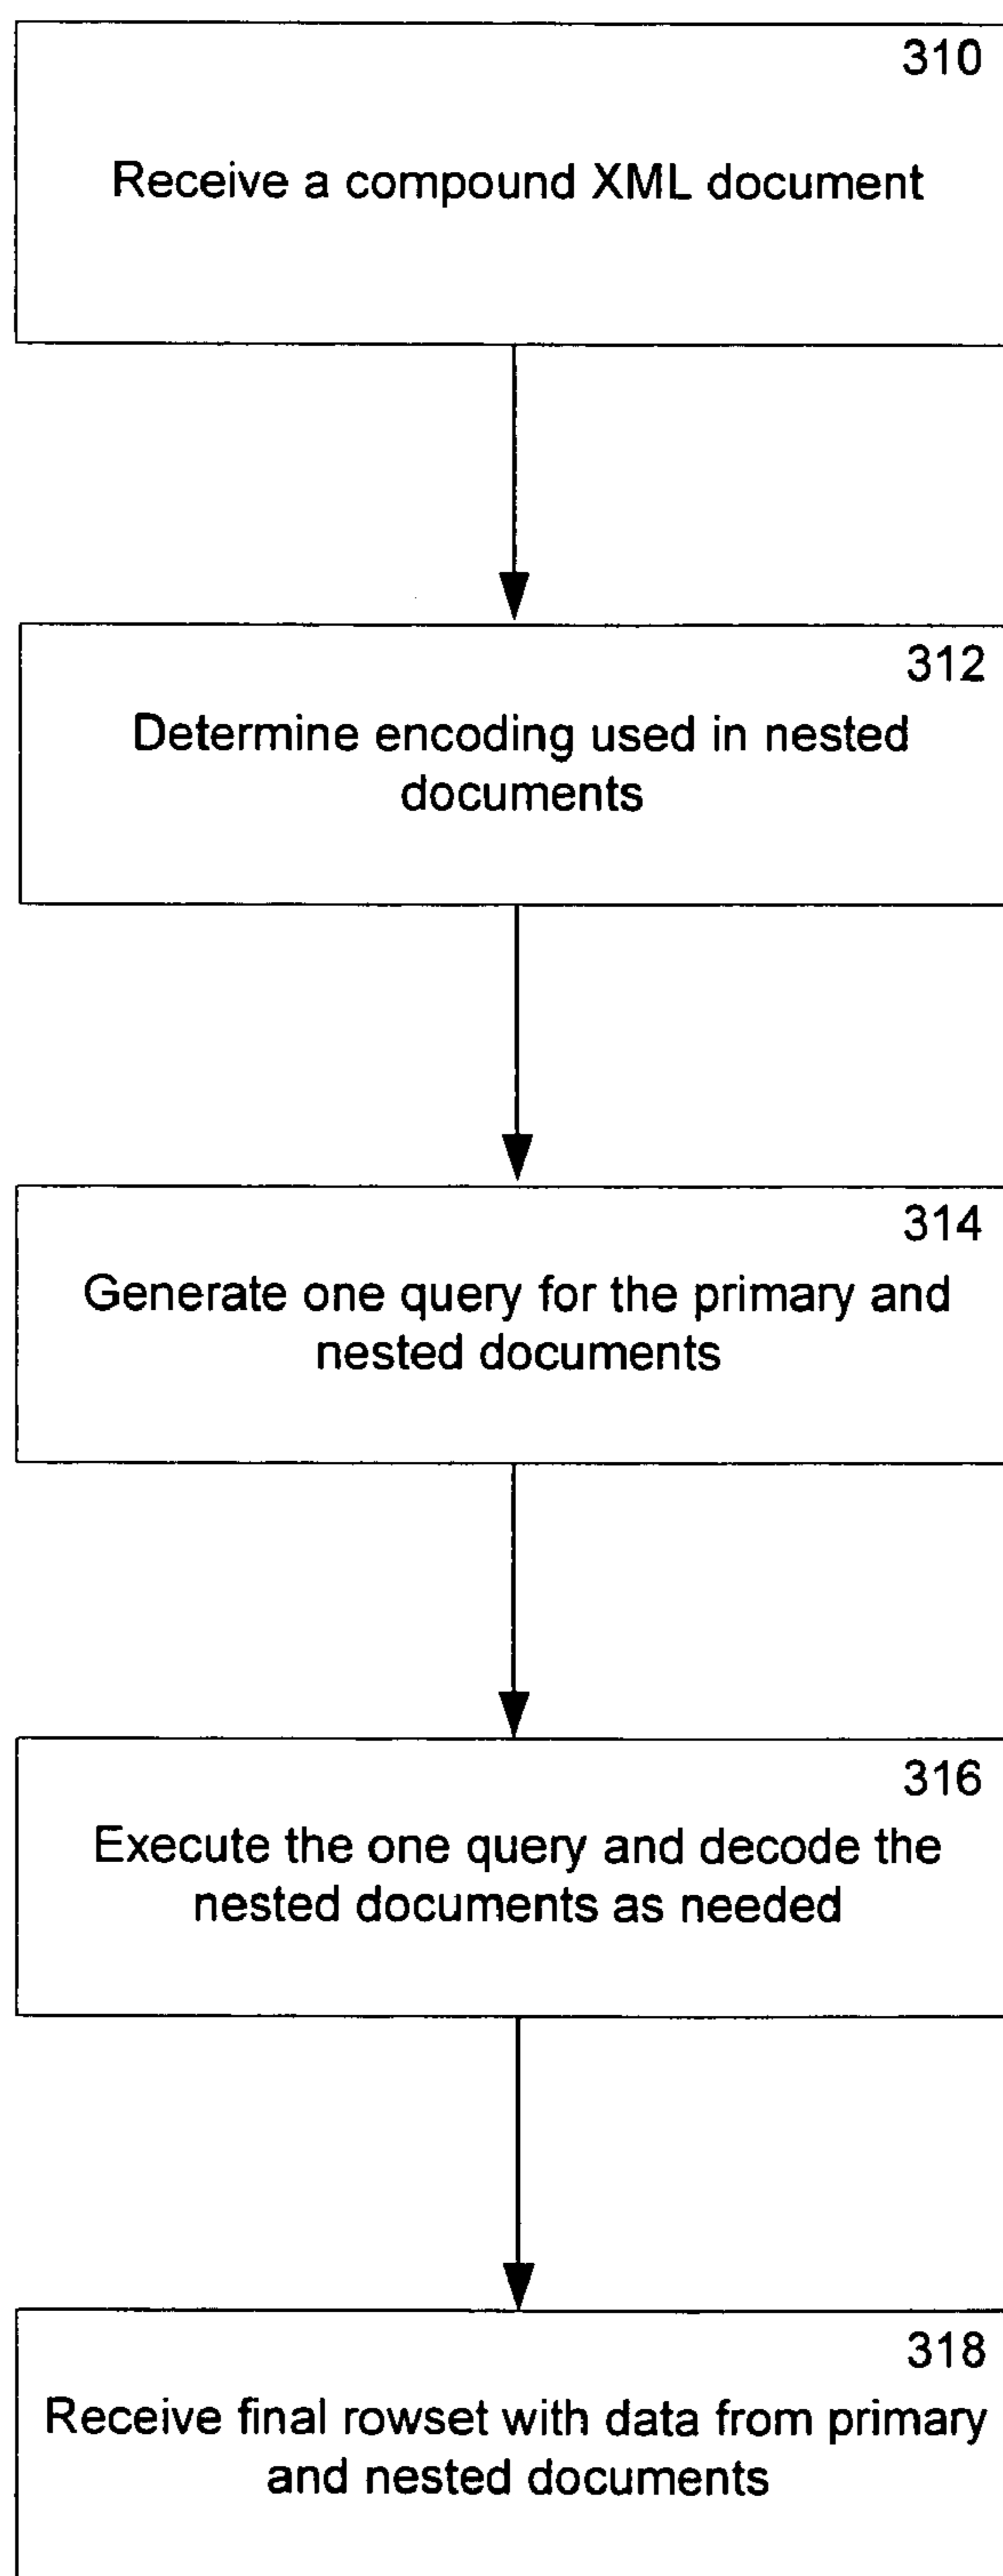 310
Receive a compound XML document
312
Determine encoding used in nested
documents
314
Generate one query for the primary and
nested documents
316
Execute the one query and decode the
nested documents as needed
318
Receive final rowset with data from primary
and nested documents